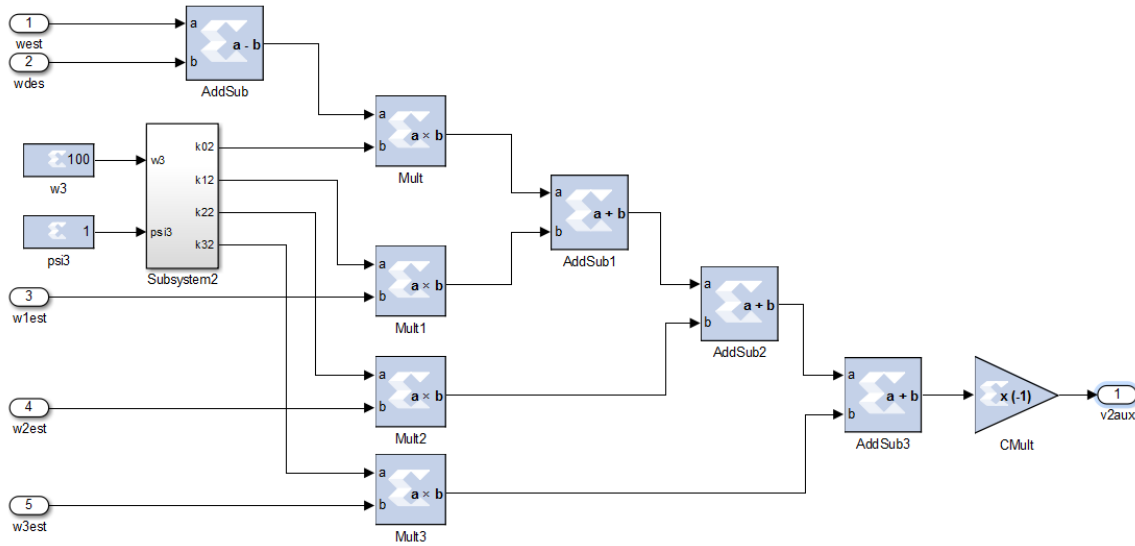 1
west
2
wdes
a
b
a - b
AddSub
100
w3
1
psi3
w3
psi3
k02
k12
k22
k32
Subsystem2
a
b
a × b
Mult
3
w1est
a
b
a × b
Mult1
a
b
a + b
AddSub1
a
b
a + b
AddSub2
4
w2est
a
b
a × b
Mult2
a
b
a + b
AddSub3
x (-1)
CMult
1
v2aux
5
w3est
a
b
a × b
Mult3